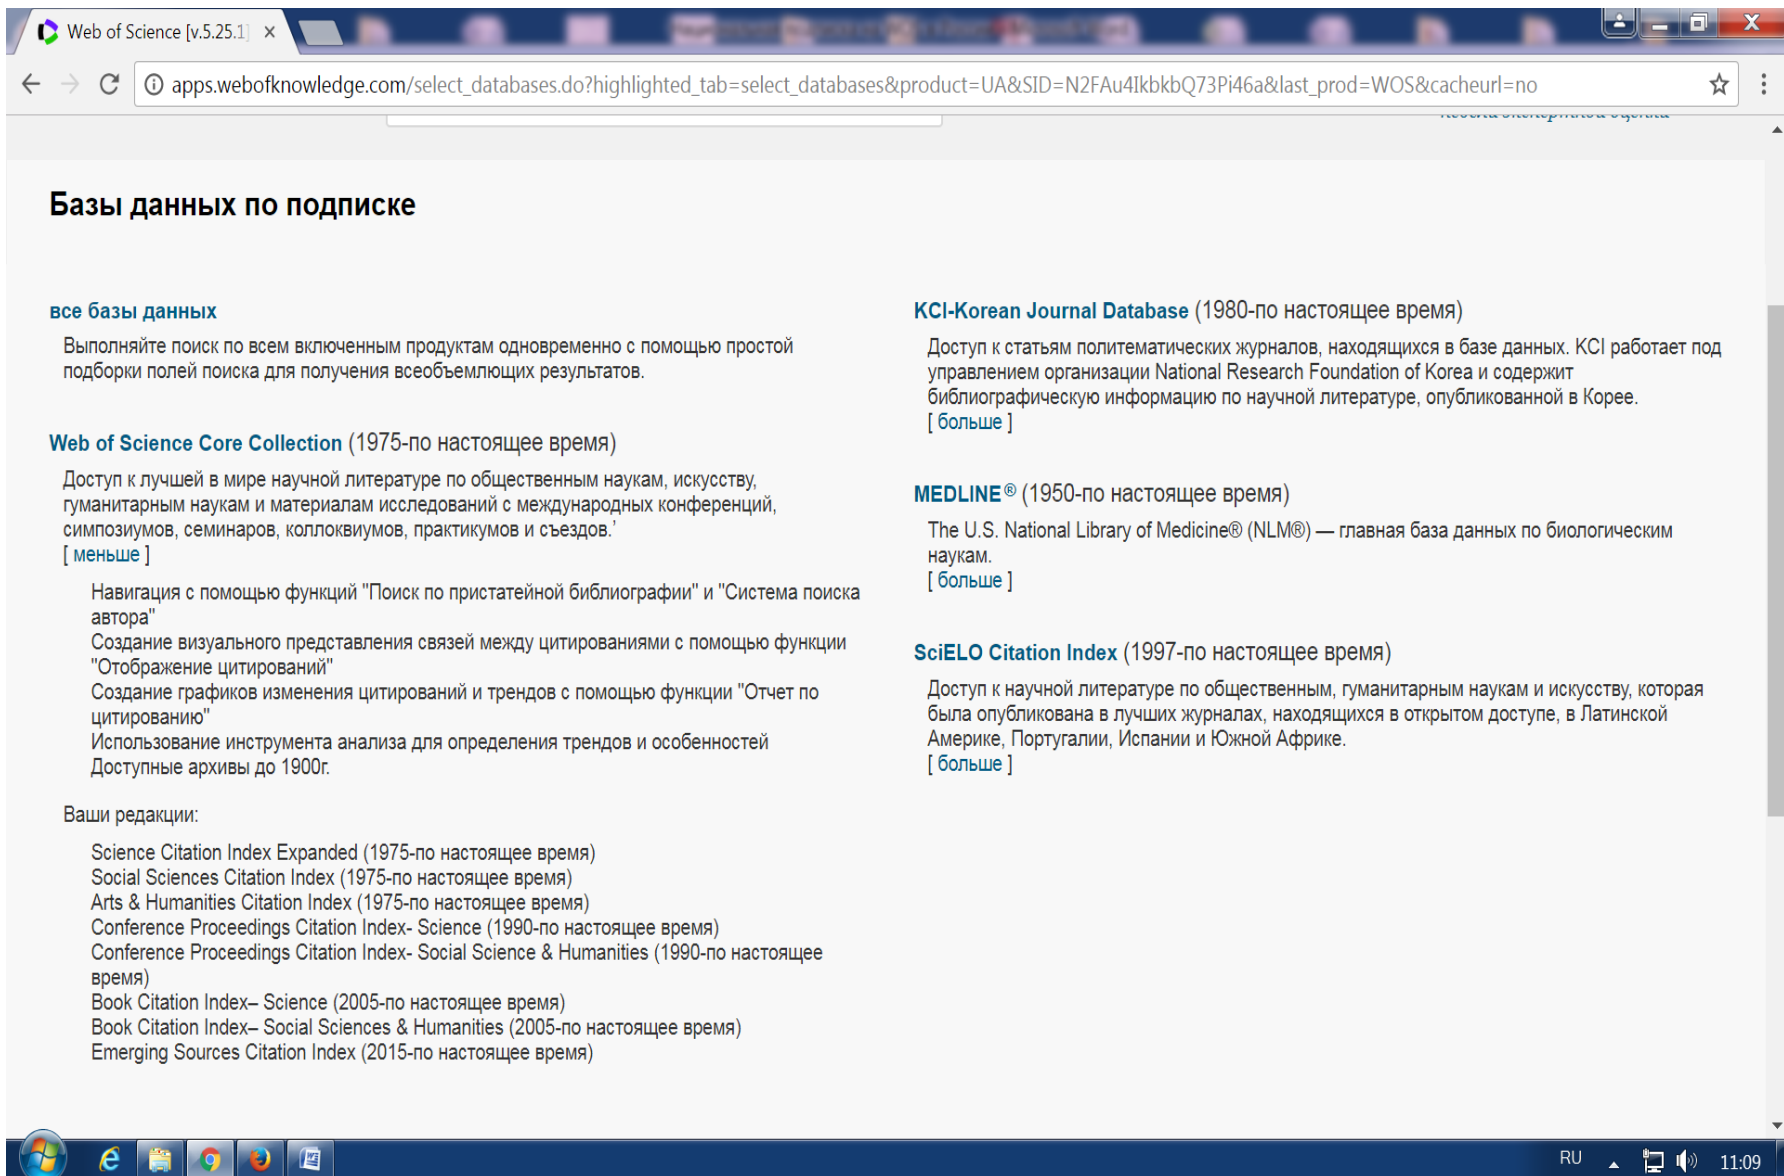 Web of Science [v.5.25.1]
apps.webofknowledge.com/select_databases.do?highlighted_tab=select_databases&product=UA&SID=N2FAu4IkbkbQ73Pi46a&last_prod=WOS&cacheurl=no
Базы данных по подписке
все базы данных
Выполняйте поиск по всем включенным продуктам одновременно с помощью простой
подборки полей поиска для получения всеобъемлющих результатов.
Web of Science Core Collection (1975-по настоящее время)
Доступ к лучшей в мире научной литературе по общественным наукам, искусству,
гуманитарным наукам и материалам исследований с международных конференций,
симпозиумов, семинаров, коллоквиумов, практикумов и съездов.’
[ меньше ]
Навигация с помощью функций "Поиск по пристатейной библиографии" и "Система поиска
автора"
Создание визуального представления связей между цитированиями с помощью функции
"Отображение цитирований"
Создание графиков изменения цитирований и трендов с помощью функции "Отчет по
цитированию"
Использование инструмента анализа для определения трендов и особенностей
Доступные архивы до 1900г.
Ваши редакции:
Science Citation Index Expanded (1975-по настоящее время)
Social Sciences Citation Index (1975-по настоящее время)
Arts & Humanities Citation Index (1975-по настоящее время)
Conference Proceedings Citation Index- Science (1990-по настоящее время)
Conference Proceedings Citation Index- Social Science & Humanities (1990-по настоящее
время)
Book Citation Index– Science (2005-по настоящее время)
Book Citation Index– Social Sciences & Humanities (2005-по настоящее время)
Emerging Sources Citation Index (2015-по настоящее время)
KCI-Korean Journal Database (1980-по настоящее время)
Доступ к статьям политематических журналов, находящихся в базе данных. KCI работает под
управлением организации National Research Foundation of Korea и содержит
библиографическую информацию по научной литературе, опубликованной в Корее.
[ больше ]
MEDLINE® (1950-по настоящее время)
The U.S. National Library of Medicine® (NLM®) — главная база данных по биологическим
наукам.
[ больше ]
SciELO Citation Index (1997-по настоящее время)
Доступ к научной литературе по общественным, гуманитарным наукам и искусству, которая
была опубликована в лучших журналах, находящихся в открытом доступе, в Латинской
Америке, Португалии, Испании и Южной Африке.
[ больше ]
RU
11:09